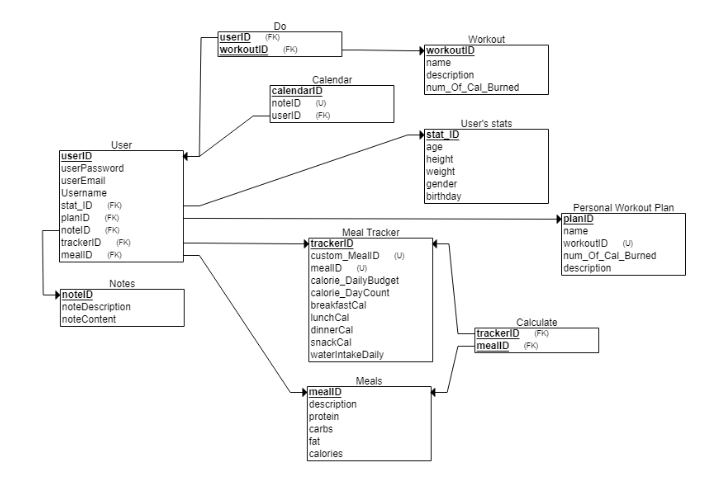 Do
userID (FK)
workoutID (FK)
Workout
workoutID
name
description
num_Of_Cal_Burned
Calendar
calendarID
noteID (U)
userID (FK)
User's stats
stat_ID
age
height
weight
gender
birthday
User
userID
userPassword
userEmail
Username
stat_ID (FK)
planID (FK)
noteID (FK)
trackerID (FK)
mealID (FK)
Personal Workout Plan
planID
name
workoutID (U)
num_Of_Cal_Burned
description
Meal Tracker
trackerID
custom_MealID (U)
mealID (U)
calorie_DailyBudget
calorie_DayCount
breakfastCal
lunchCal
dinnerCal
snackCal
waterIntakeDaily
Notes
noteID
noteDescription
noteContent
Calculate
trackerID (FK)
mealID (FK)
Meals
mealID
description
protein
carbs
fat
calories